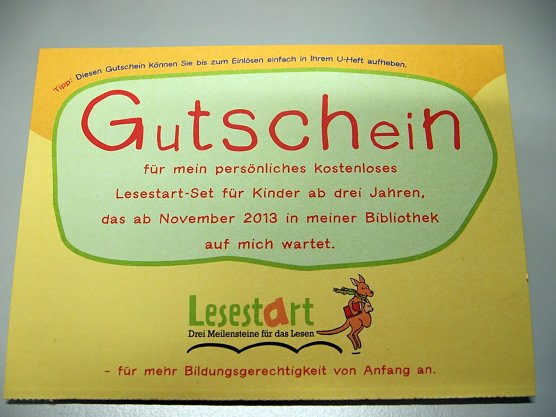 Tipp: Diesen Gutschein können Sie bis zum Einlösen einfach in Ihrem U-Heft aufheben.
Gutschein
für mein persönliches kostenloses
Lesestart-Set für Kinder ab drei Jahren,
das ab November 2013 in meiner Bibliothek
auf mich wartet.
Lesestart
Drei Meilensteine für das Lesen
- für mehr Bildungsgerechtigkeit von Anfang an.